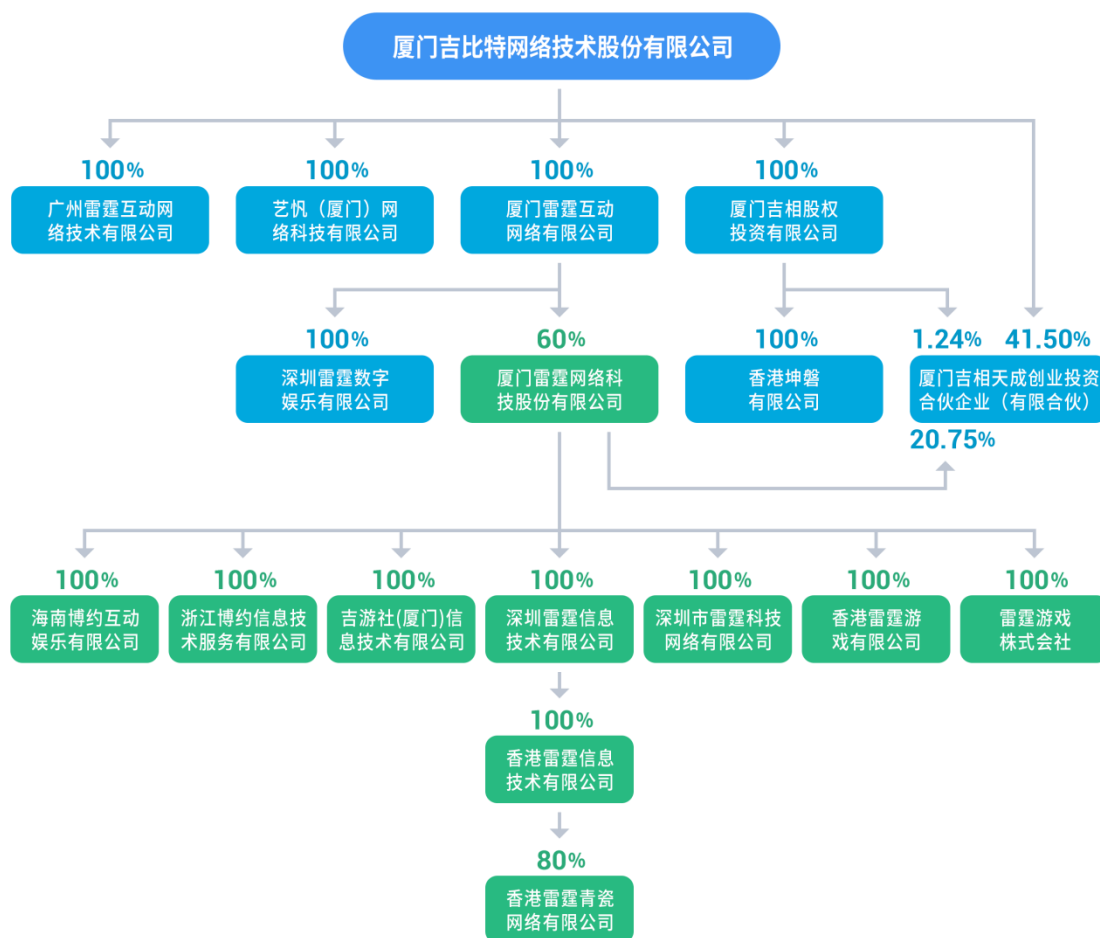 厦门吉比特网络技术股份有限公司
100%
100%
100%
100%
广州雷霆互动网
络技术有限公司
艺忛（厦门）网
络科技有限公司
厦门雷霆互动
网络有限公司
厦门吉相股权
投资有限公司
100%
60%
100%
1.24%
41.50%
深圳雷霆数字
娱乐有限公司
厦门雷霆网络科
技股份有限公司
香港坤磐
有限公司
厦门吉相天成创业投资
合伙企业（有限合伙）
20.75%
100%
100%
100%
100%
100%
100%
100%
海南博约互动
娱乐有限公司
浙江博约信息技
术服务有限公司
吉游社(厦门)信
息技术有限公司
深圳雷霆信息
技术有限公司
深圳市雷霆科技
网络有限公司
香港雷霆游
戏有限公司
雷霆游戏
株式会社
100%
香港雷霆信息
技术有限公司
80%
香港雷霆青瓷
网络有限公司